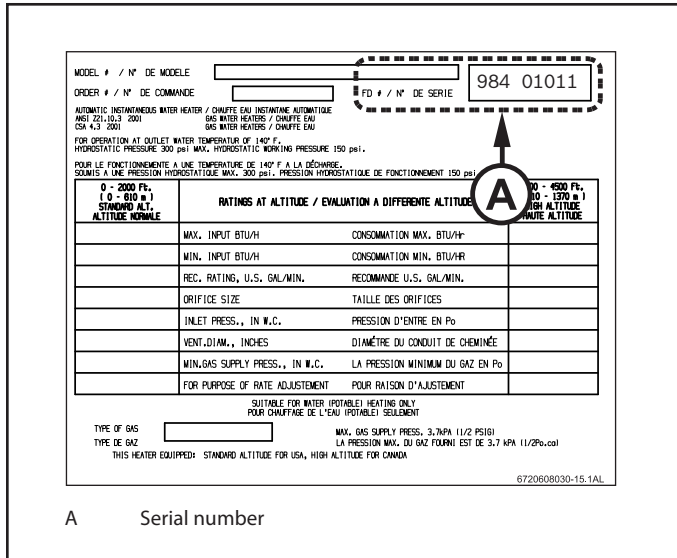 MODEL # / N° DE MODELE
ORDER # / N° DE COMMANDE
FD # / N° DE SERIE
984 01011
AUTOMATIC INSTANTANEOUS WATER HEATER / CHAUFFE EAU INSTANTANE AUTOMATIQUE
ANSI Z21.10.3 2001 GAS WATER HEATERS / CHAUFFE EAU
CSA 4.3 2001 GAS WATER HEATERS / CHAUFFE EAU
FOR OPERATION AT OUTLET WATER TEMPERATUR OF 140° F.
HYDROSTATIC PRESSURE 300 psi MAX. HYDROSTATIC WORKING PRESSURE 150 psi.
POUR LE FONCTIONNEMENTE A UNE TEMPERATURE DE 140° F A LA DÉCHARGE.
SOUMIS A UNE PRESSION HYDROSTATIQUE MAX. 300 psi. PRESSION HYDROSTATIQUE DE FONCTIONNEMENT 150 psi
A
0 - 2000 Ft.
( 0 - 610 m )
STANDARD ALT.
ALTITUDE NORMALE
RATINGS AT ALTITUDE / EVALUATION A DIFFERENTE ALTITUDE
- 4500 Ft.
- 1370 m )
HIGH ALTITUDE
HAUTE ALTITUDE
MAX. INPUT BTU/H CONSOMMATION MAX. BTU/Hr
MIN. INPUT BTU/H CONSOMMATION MIN. BTU/HR
REC. RATING, U.S. GAL/MIN. RECOMMANDE U.S. GAL/MIN.
ORIFICE SIZE TAILLE DES ORIFICES
INLET PRESS., IN W.C. PRESSION D'ENTRE EN Po
VENT.DIAM., INCHES DIAMÉTRE DU CONDUIT DE CHEMINÉE
MIN.GAS SUPPLY PRESS., IN W.C. LA PRESSION MINIMUM DU GAZ EN Po
FOR PURPOSE OF RATE ADJUSTEMENT POUR RAISON D'AJUSTEMENT
SUITABLE FOR WATER (POTABLE) HEATING ONLY
POUR CHAUFFAGE DE L'EAU (POTABLE) SEULEMENT
TYPE OF GAS MAX. GAS SUPPLY PRESS. 3.7kPA (1/2 PSIG)
TYPE DE GAZ LA PRESSION MAX. DU GAZ FOURNI EST DE 3.7 kPA (1/2Po.co)
THIS HEATER EQUIPPED: STANDARD ALTITUDE FOR USA, HIGH ALTITUDE FOR CANADA
6720608030-15.1AL
A Serial number